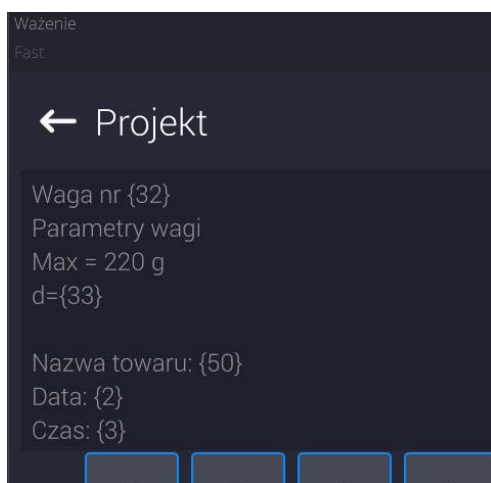 Ważenie
Fast
← Projekt
Waga nr {32}
Parametry wagi
Max = 220 g
d={33}
Nazwa towaru: {50}
Data: {2}
Czas: {3}